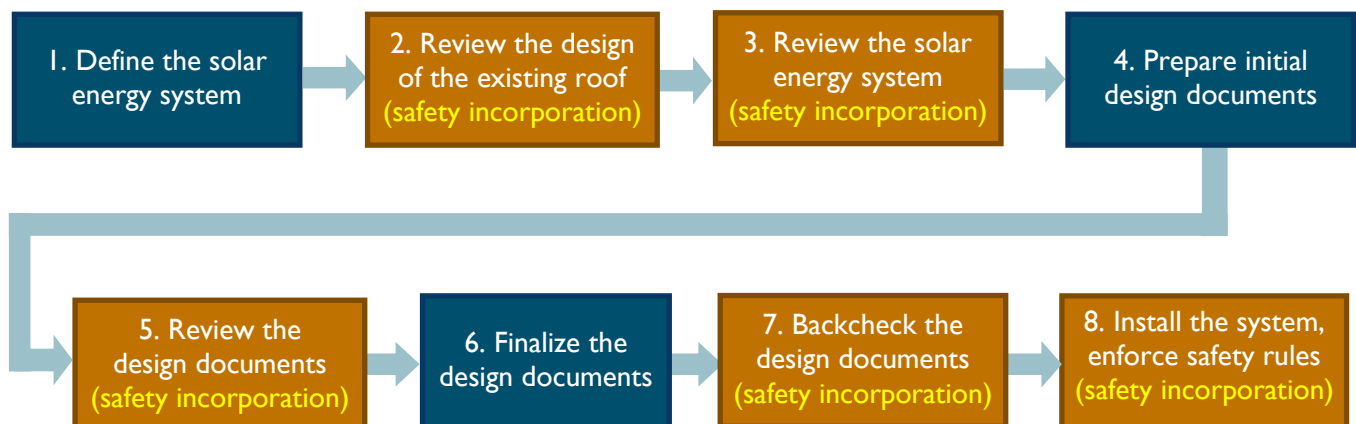 1. Define the solar
energy system
2. Review the design
of the existing roof
(safety incorporation)
3. Review the solar
energy system
(safety incorporation)
4. Prepare initial
design documents
5. Review the
design documents
(safety incorporation)
6. Finalize the
design documents
7. Backcheck the
design documents
(safety incorporation)
8. Install the system,
enforce safety rules
(safety incorporation)